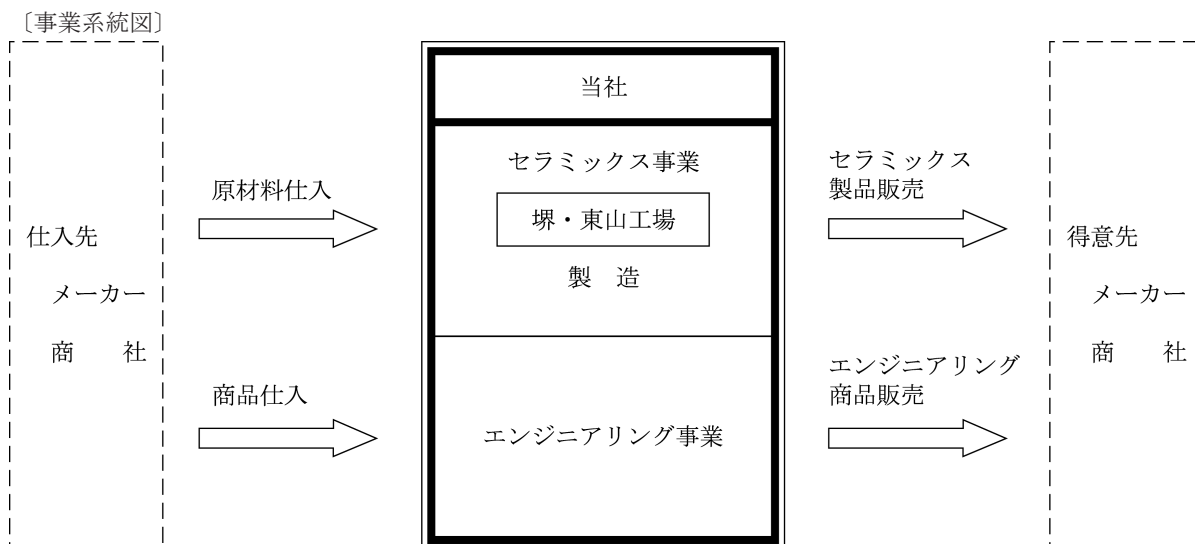 〔事業系統図〕
仕入先
メーカー
商　　社
原材料仕入
商品仕入
当社
セラミックス事業
堺・東山工場
製　造
エンジニアリング事業
セラミックス
製品販売
エンジニアリング
商品販売
得意先
メーカー
商　　社